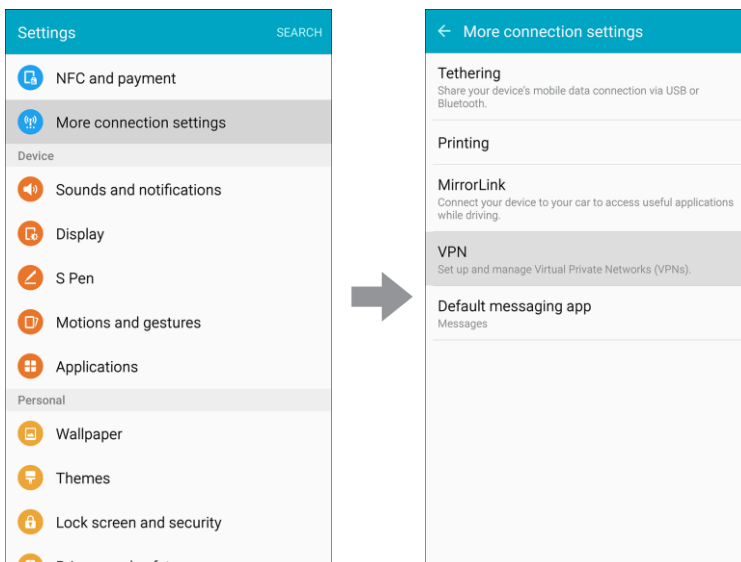 Settings
SEARCH
NFC and payment
More connection settings
Device
Sounds and notifications
Display
S Pen
Motions and gestures
Applications
Personal
Wallpaper
Themes
Lock screen and security
More connection settings
Tethering
Share your device's mobile data connection via USB or
Bluetooth.
Printing
MirrorLink
Connect your device to your car to access useful applications
while driving.
VPN
Set up and manage Virtual Private Networks (VPNs).
Default messaging app
Messages